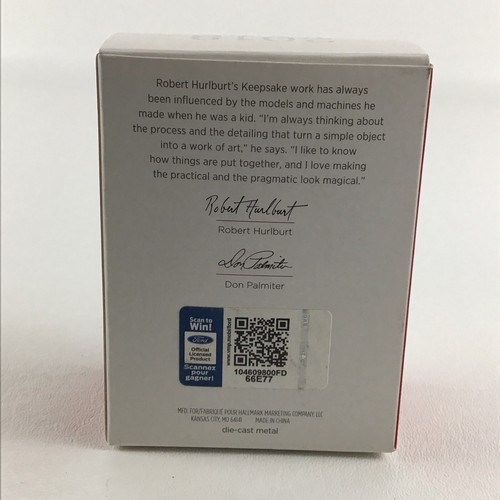 2018
Robert Hurlburt's Keepsake work has always
been influenced by the models and machines he
made when he was a kid. "I'm always thinking about
the process and the detailing that turn a simple object
into a work of art," he says. "I like to know
how things are put together, and I love making
the practical and the pragmatic look magical."
Robert Hurlburt
Robert Hurlburt
Don Palmiter
Don Palmiter
Scan to
Win!
Ford
Official
Licensed
Product
Scannez
pour
gagner!
104609800FD
66E77
MFD. FOR/FABRIQUÉ POUR HALLMARK MARKETING COMPANY, LLC
KANSAS CITY, MO 64141 MADE IN CHINA
die-cast metal